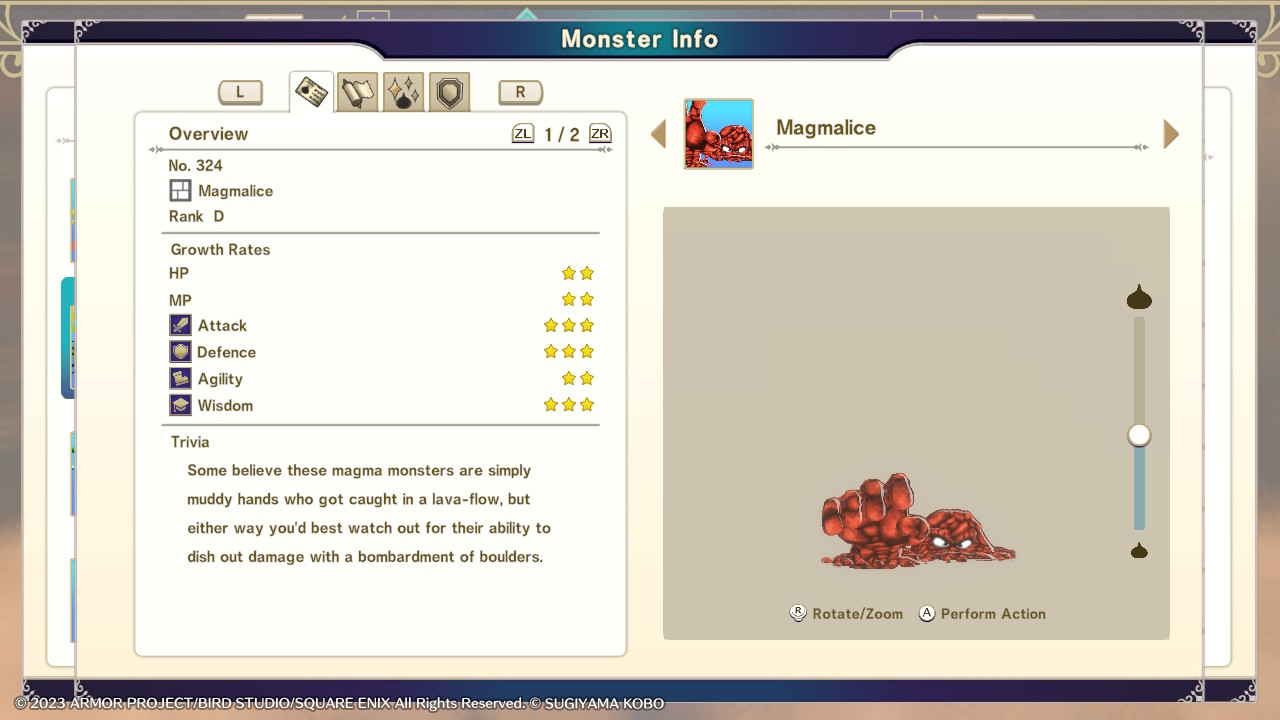 Monster Info
L
R
Overview
ZL 1 / 2 ZR
No. 324
Magmalice
Rank D
Growth Rates
HP
MP
Attack
Defence
Agility
Wisdom
Trivia
Some believe these magma monsters are simply
muddy hands who got caught in a lava-flow, but
either way you'd best watch out for their ability to
dish out damage with a bombardment of boulders.
Magmalice
R Rotate/Zoom A Perform Action
© 2023 ARMOR PROJECT/BIRD STUDIO/SQUARE ENIX All Rights Reserved. © SUGIYAMA KOBO